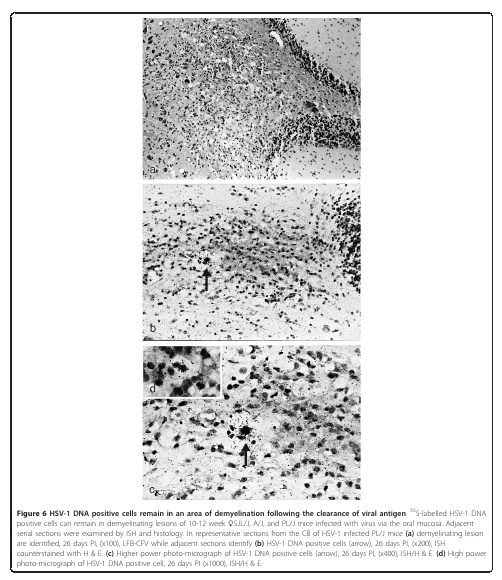 a
b
d
c
Figure 6 HSV-1 DNA positive cells remain in an area of demyelination following the clearance of viral antigen. ³⁵S-labelled HSV-1 DNA
positive cells can remain in demyelinating lesions of 10-12 week ♀SJL/J, A/J, and PL/J mice infected with virus via the oral mucosa. Adjacent
serial sections were examined by ISH and histology. In representative sections from the CB of HSV-1 infected PL/J mice (a) demyelinating lesion
are identified, 26 days PI, (x100), LFB-CFV while adjacent sections identify (b) HSV-1 DNA positive cells (arrow), 26 days PI, (x200), ISH
counterstained with H & E. (c) Higher power photo-micrograph of HSV-1 DNA positive cells (arrow), 26 days PI, (x400), ISH/H & E. (d) High power
photo-micrograph of HSV-1 DNA positive cell, 26 days PI (x1000), ISH/H & E.